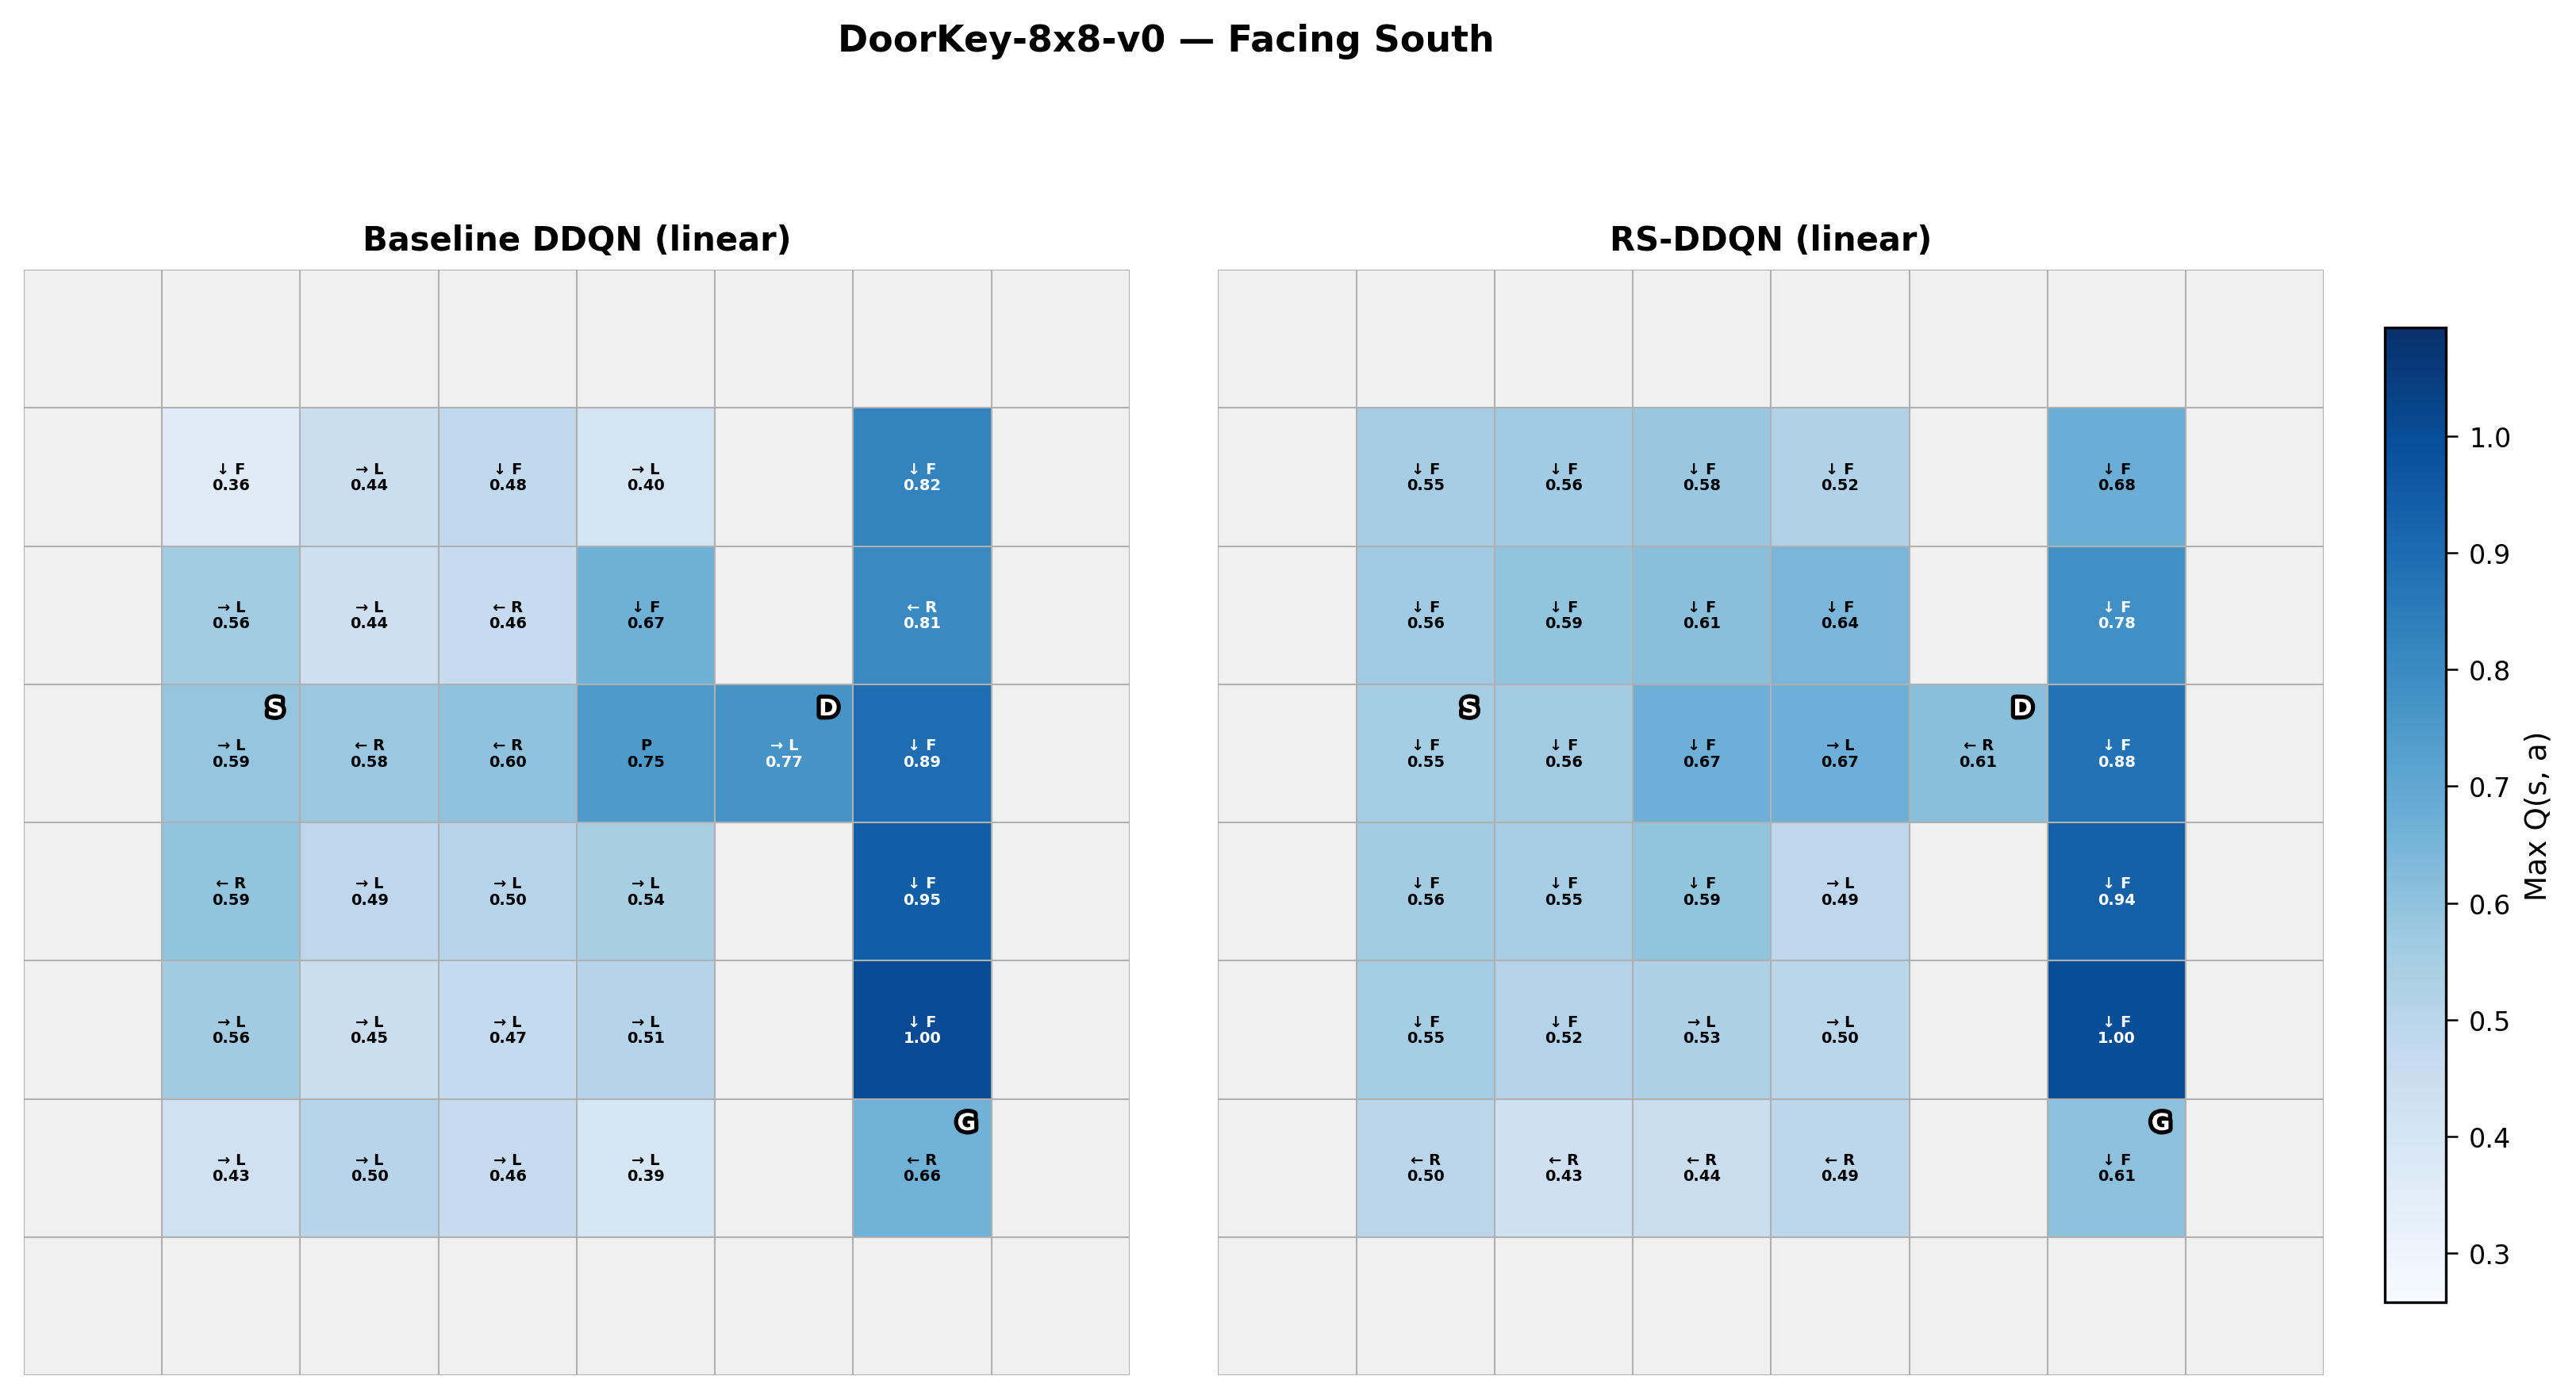 DoorKey-8x8-v0 — Facing South
Baseline DDQN (linear)
↓ F → L ↓ F → L ↓ F
0.36 0.44 0.48 0.40 0.82
→ L → L ← R ↓ F ← R
0.56 0.44 0.46 0.67 0.81
S D
→ L ← R ← R P → L ↓ F
0.59 0.58 0.60 0.75 0.77 0.89
← R → L → L → L ↓ F
0.59 0.49 0.50 0.54 0.95
→ L → L → L → L ↓ F
0.56 0.45 0.47 0.51 1.00
G
→ L → L → L → L ← R
0.43 0.50 0.46 0.39 0.66
RS-DDQN (linear)
↓ F ↓ F ↓ F ↓ F ↓ F
0.55 0.56 0.58 0.52 0.68
↓ F ↓ F ↓ F ↓ F ↓ F
0.56 0.59 0.61 0.64 0.78
S D
↓ F ↓ F ↓ F → L ← R ↓ F
0.55 0.56 0.67 0.67 0.61 0.88
↓ F ↓ F ↓ F → L ↓ F
0.56 0.55 0.59 0.49 0.94
↓ F ↓ F → L → L ↓ F
0.55 0.52 0.53 0.50 1.00
G
← R ← R ← R ← R ↓ F
0.50 0.43 0.44 0.49 0.61
1.0
0.9
0.8
0.7
0.6
0.5
0.4
0.3
Max Q(s, a)